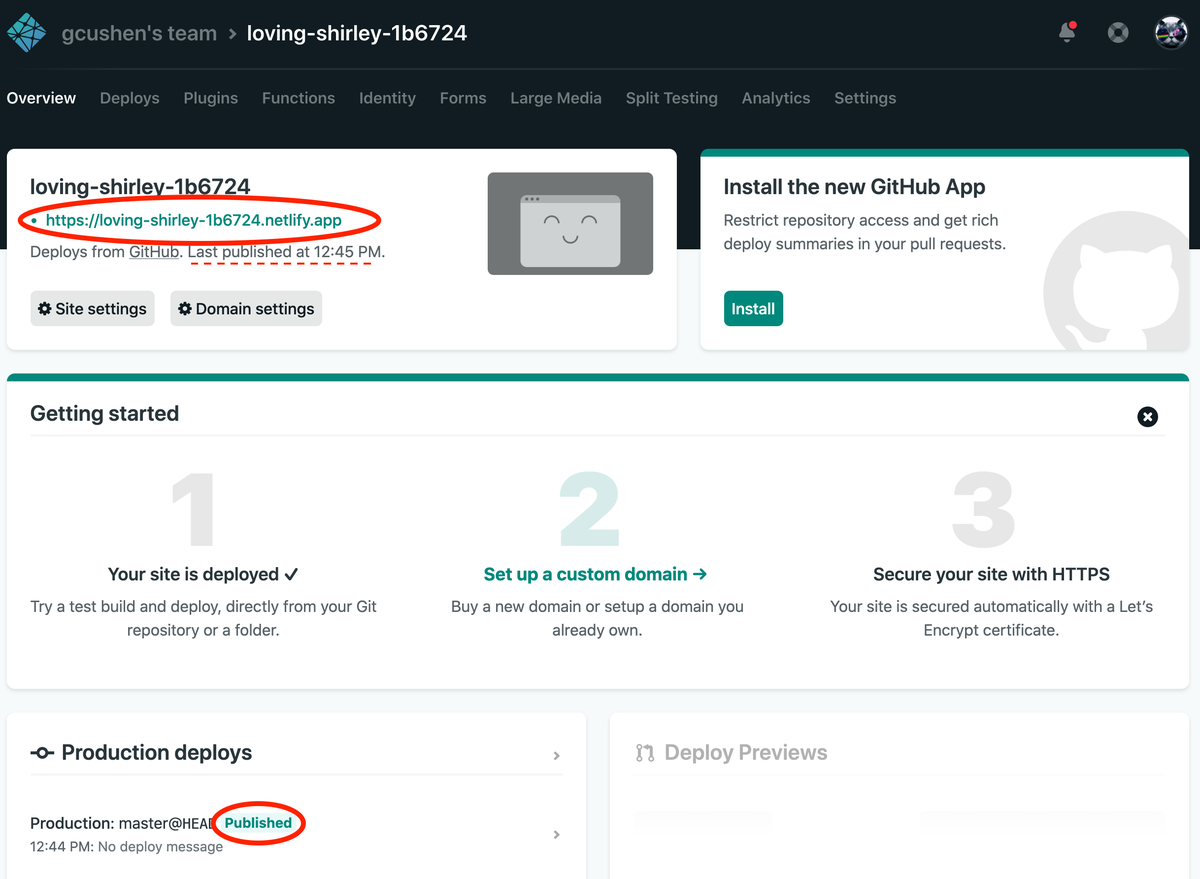 gcushen's team > loving-shirley-1b6724
Overview Deploys Plugins Functions Identity Forms Large Media Split Testing Analytics Settings
loving-shirley-1b6724
• https://loving-shirley-1b6724.netlify.app
Deploys from GitHub. Last published at 12:45 PM.
Site settings
Domain settings
Install the new GitHub App
Restrict repository access and get rich
deploy summaries in your pull requests.
Install
Getting started
1
Your site is deployed ✓
Try a test build and deploy, directly from your Git
repository or a folder.
2
Set up a custom domain →
Buy a new domain or setup a domain you
already own.
3
Secure your site with HTTPS
Your site is secured automatically with a Let’s
Encrypt certificate.
Production deploys
Production: master@HEAD Published
12:44 PM: No deploy message
Deploy Previews